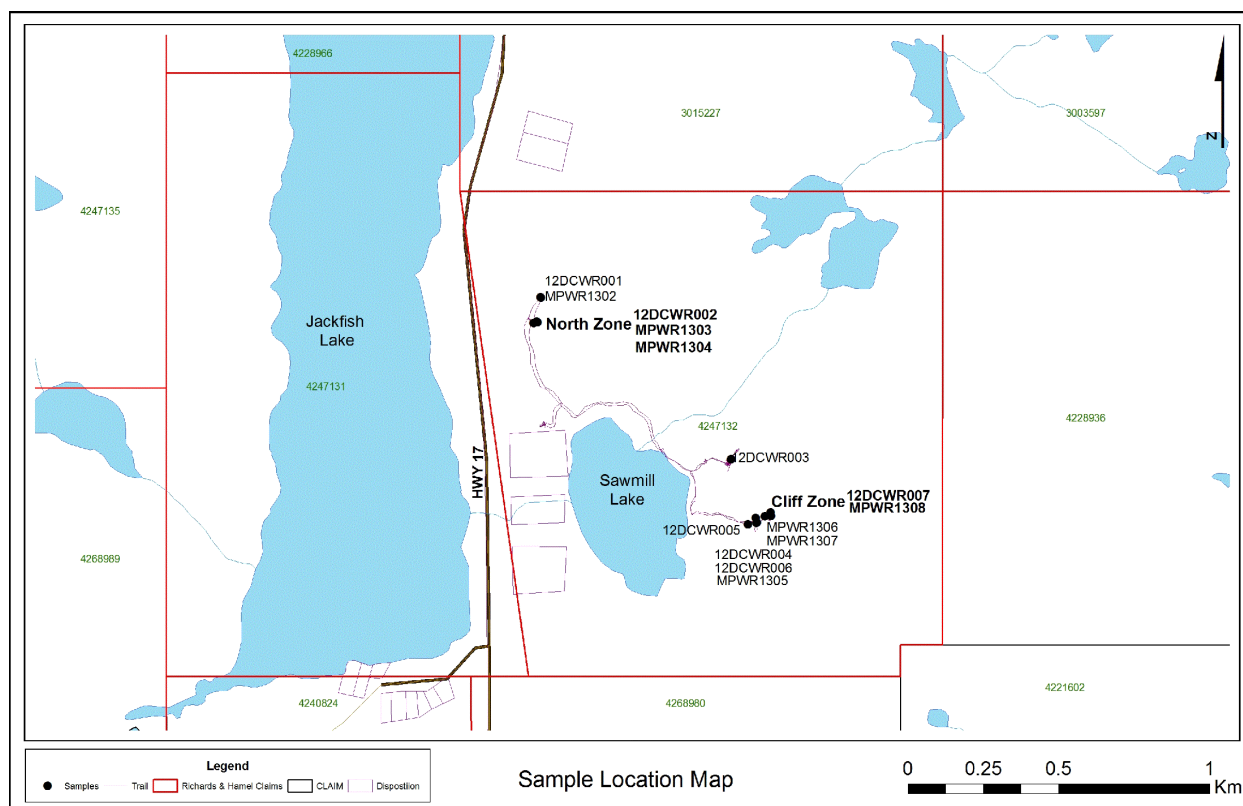 4228966
3015227
3003597
N
4247135
12DCWR001
MPWR1302
North Zone 12DCWR002
MPWR1303
MPWR1304
Jackfish
Lake
4247131
HWY 17
4247132
4228936
12DCWR003
Sawmill
Lake
Cliff Zone 12DCWR007
MPWR1308
12DCWR005
MPWR1306
MPWR1307
12DCWR004
12DCWR006
MPWR1305
4268989
4240824
4268980
4221602
Legend
Samples
Trail
Richards & Hamel Claims
CLAIM
Dispostiion
Sample Location Map
0 0.25 0.5 1
Km